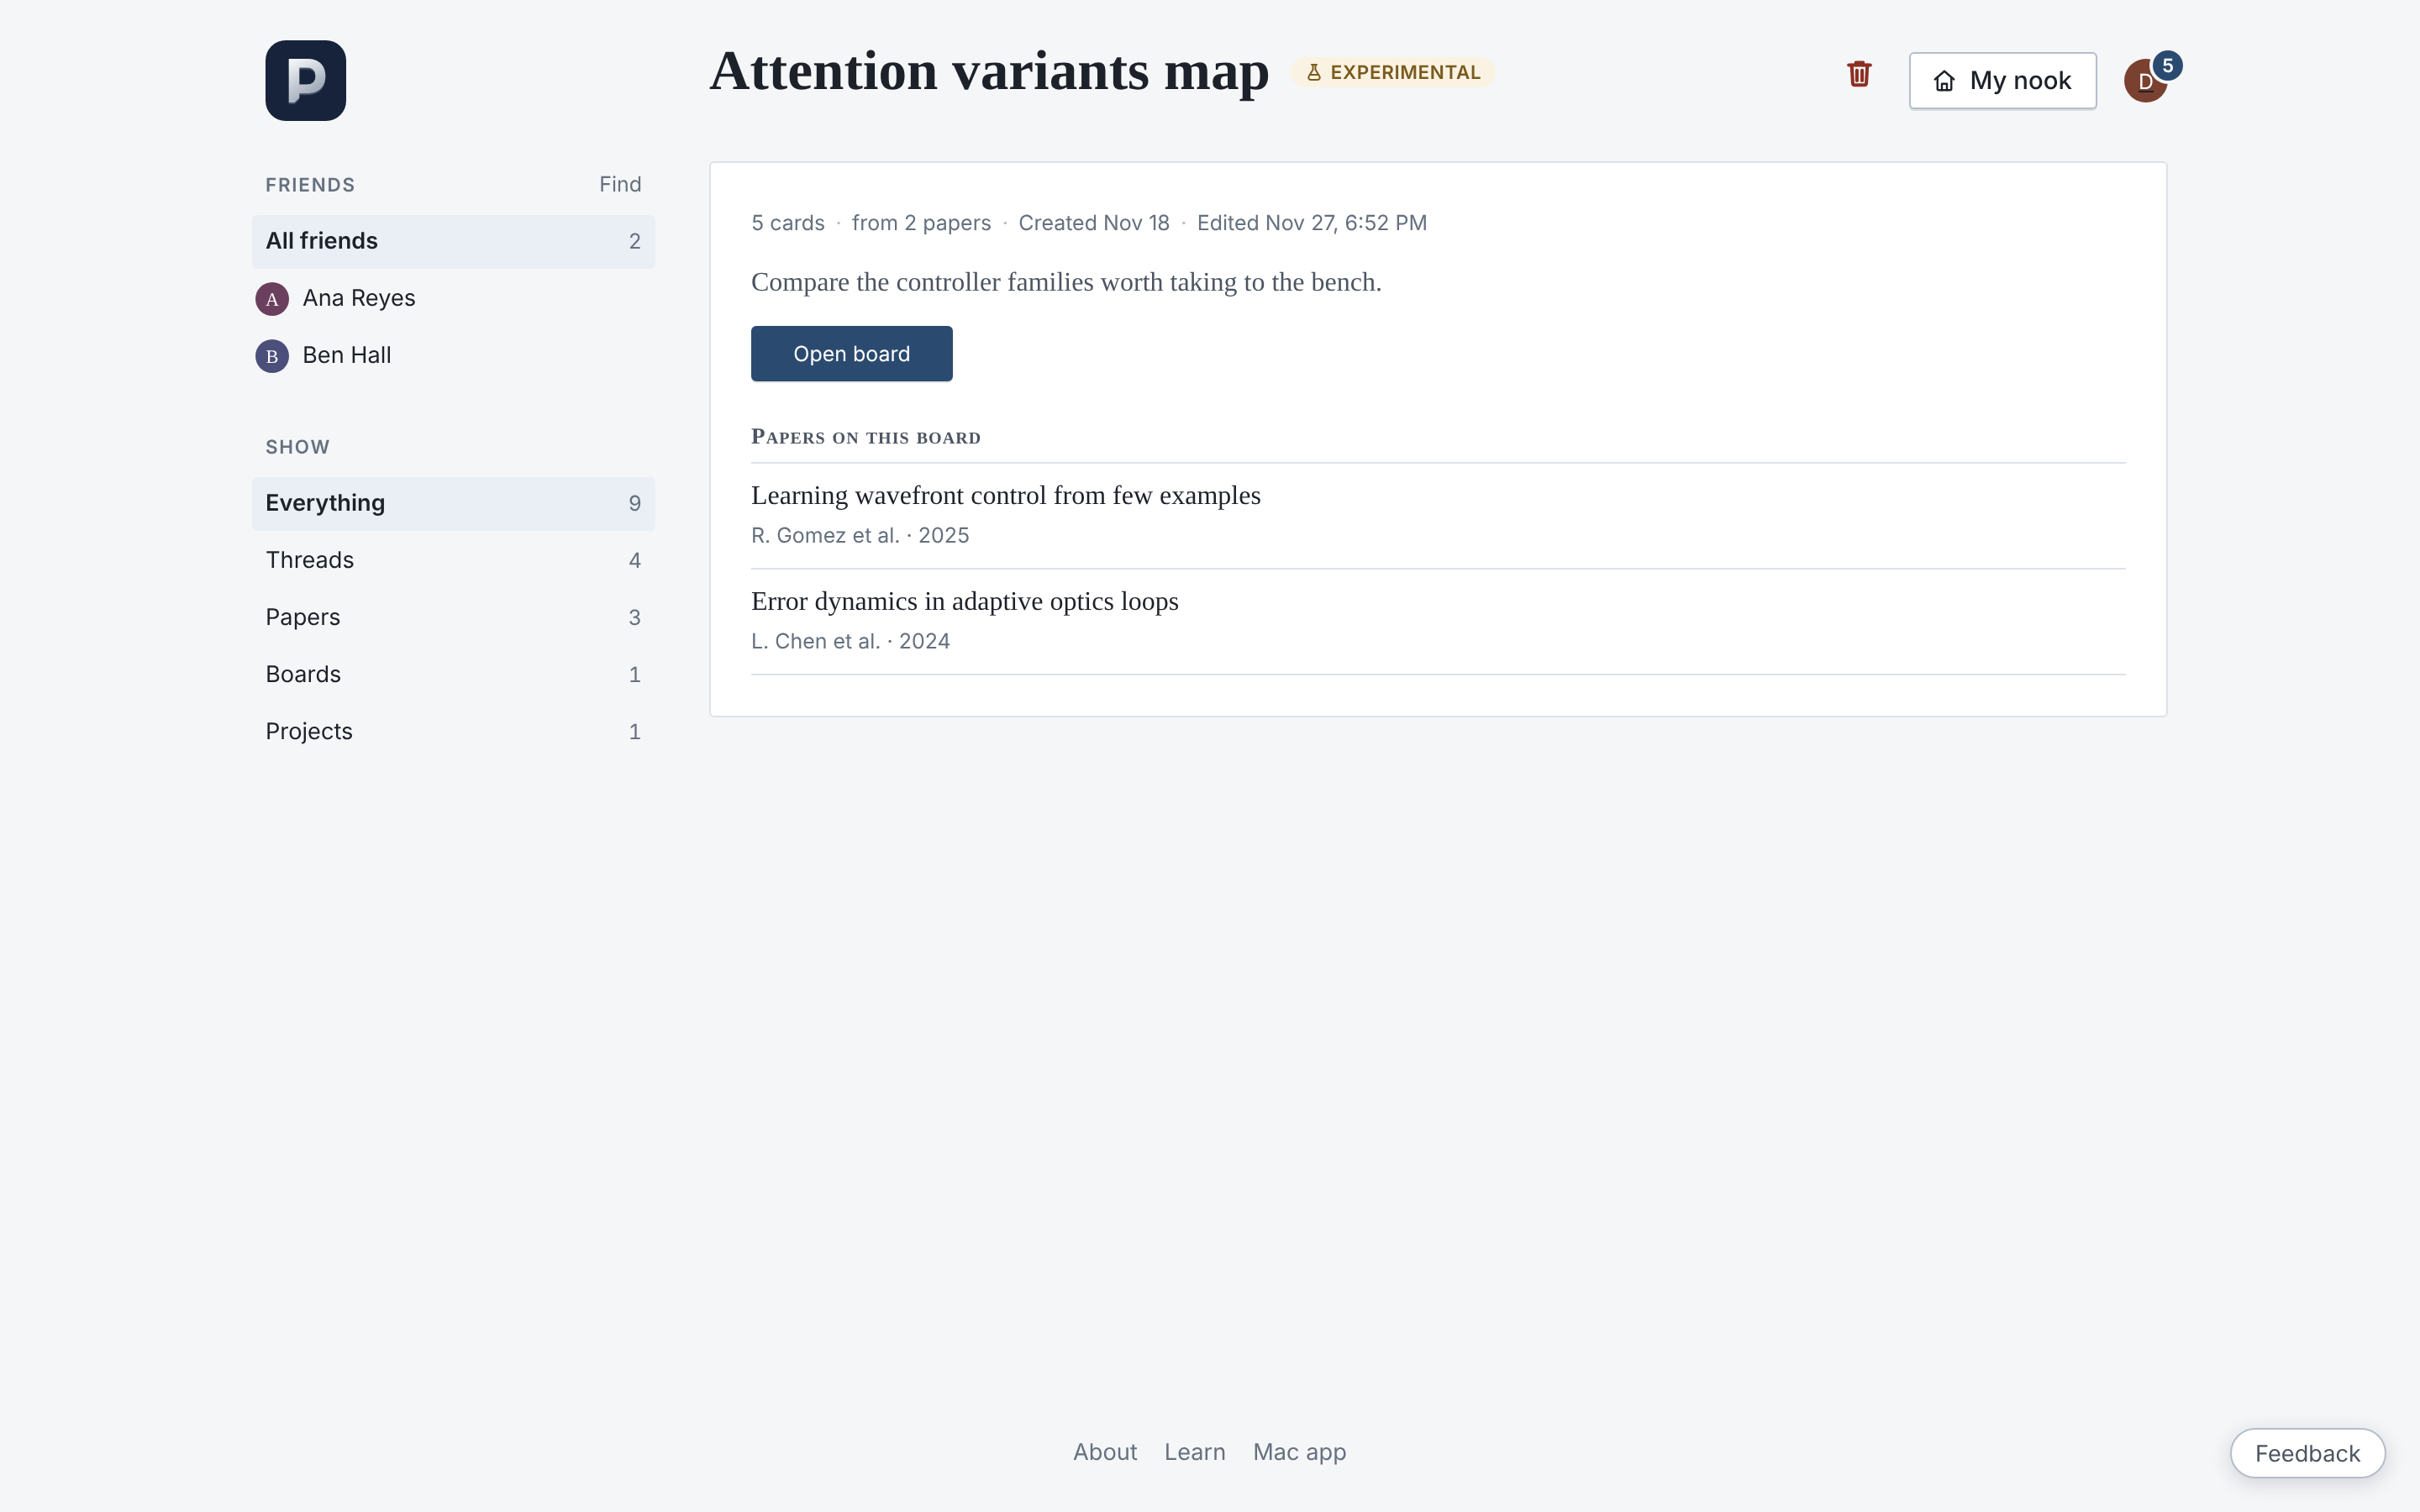 P
Attention variants map
EXPERIMENTAL
My nook
D
5
FRIENDS
Find
All friends
2
A
Ana Reyes
B
Ben Hall
SHOW
Everything
9
Threads
4
Papers
3
Boards
1
Projects
1
5 cards · from 2 papers · Created Nov 18 · Edited Nov 27, 6:52 PM
Compare the controller families worth taking to the bench.
Open board
Papers on this board
Learning wavefront control from few examples
R. Gomez et al. · 2025
Error dynamics in adaptive optics loops
L. Chen et al. · 2024
About
Learn
Mac app
Feedback